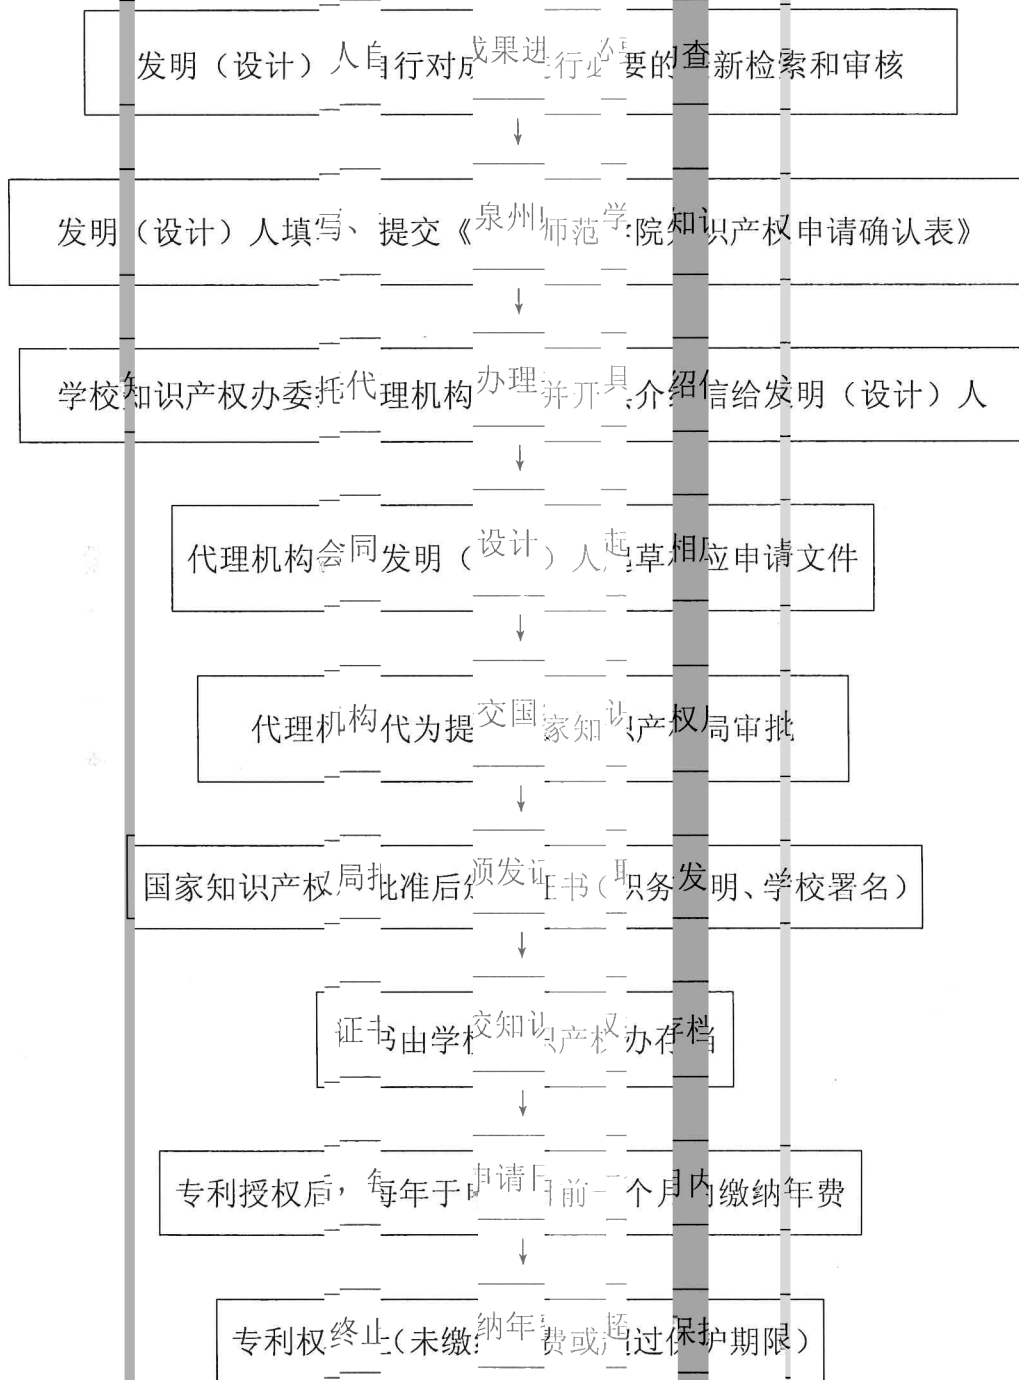 发明（设计）人自行对成果进行必要的查新检索和审核
发明（设计）人填写、提交《泉州师范学院知识产权申请确认表》
学校知识产权办委托代理机构办理并开具介绍信给发明（设计）人
代理机构会同发明（设计）人起草相应申请文件
代理机构代为提交国家知识产权局审批
国家知识产权局批准后颁发证书（职务发明、学校署名）
证书由学校交知识产权办存档
专利授权后，每年于申请日前一个月内缴纳年费
专利权终止（未缴纳年费或超过保护期限）